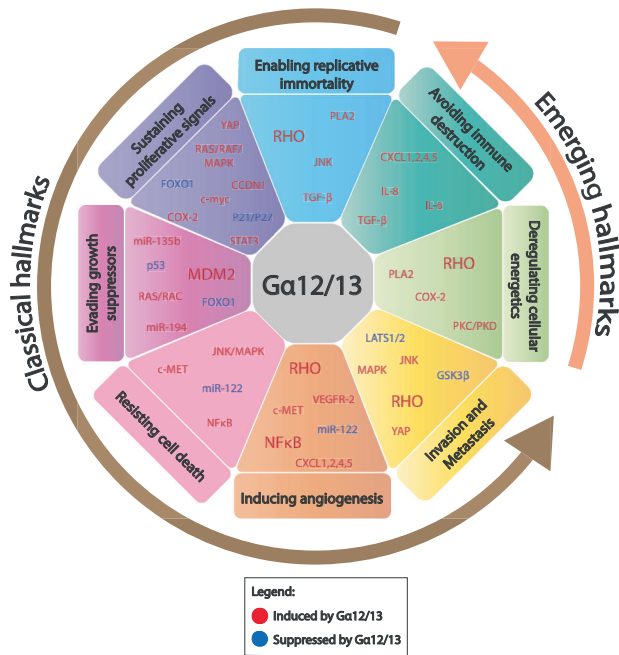 Classical hallmarks
Emerging hallmarks
Enabling replicative
immortality
PLA2
RHO
JNK
TGF-β
Avoiding immune
destruction
CXCL1,2,4,5
IL-8
IL-6
TGF-β
Deregulating cellular
energetics
PLA2
RHO
COX-2
PKC/PKD
Invasion and
Metastasis
LATS1/2
JNK
MAPK
GSK3β
RHO
YAP
Inducing angiogenesis
RHO
VEGFR-2
c-MET
miR-122
NFκB
CXCL1,2,4,5
Resisting cell death
JNK/MAPK
c-MET
miR-122
NFκB
Evading growth
suppressors
miR-135b
p53
MDM2
RAS/RAC
FOXO1
miR-194
Sustaining
proliferative signals
YAP
RAS/RAF/
MAPK
FOXO1
CCDN1
c-myc
COX-2
P21/P27
STAT3
Gα12/13
Legend:
Induced by Gα12/13
Suppressed by Gα12/13